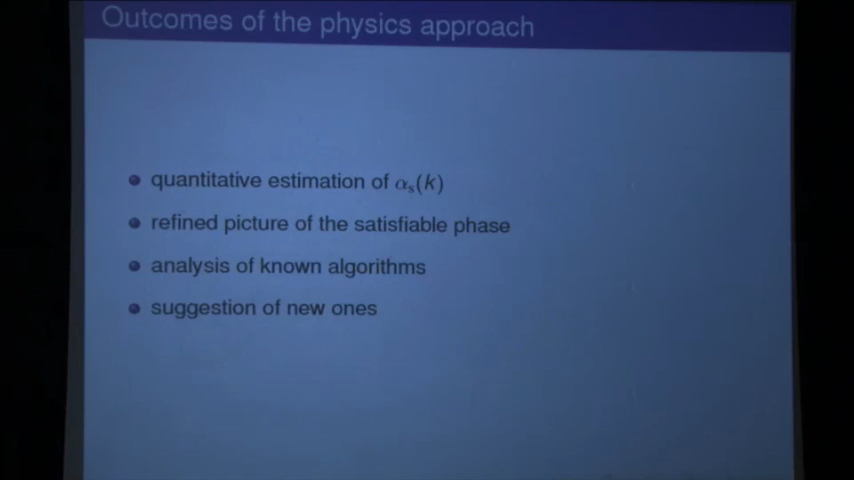 Outcomes of the physics approach
quantitative estimation of αs(k)
refined picture of the satisfiable phase
analysis of known algorithms
suggestion of new ones